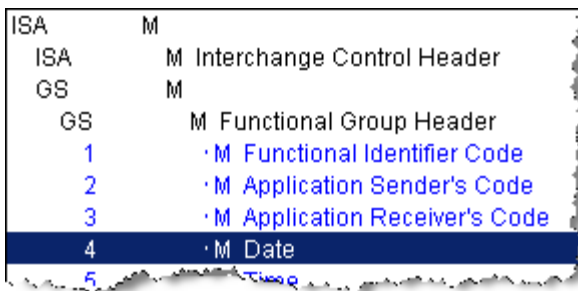 ISA M
ISA M Interchange Control Header
GS M
GS M Functional Group Header
1 ·M Functional Identifier Code
2 ·M Application Sender's Code
3 ·M Application Receiver's Code
4 ·M Date
5 Time